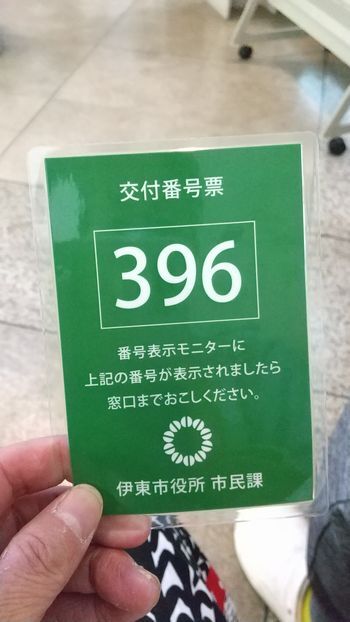 交付番号票
396
番号表示モニターに
上記の番号が表示されましたら
窓口までおこしください。
伊東市役所 市民課